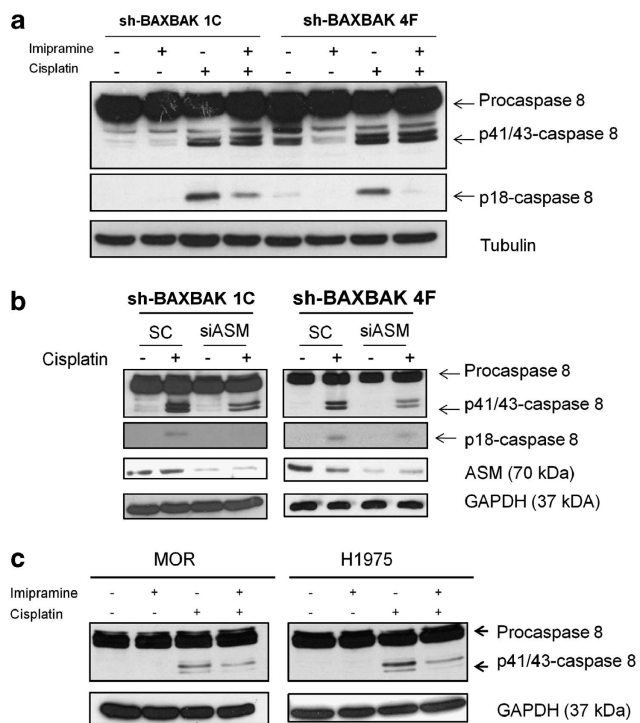 a
sh-BAXBAK 1C sh-BAXBAK 4F
Imipramine - + - + - + - +
Cisplatin - - + + - - + +
Procaspase 8
p41/43-caspase 8
p18-caspase 8
Tubulin
b
sh-BAXBAK 1C sh-BAXBAK 4F
SC siASM SC siASM
Cisplatin - + - + - + - +
Procaspase 8
p41/43-caspase 8
p18-caspase 8
ASM (70 kDa)
GAPDH (37 kDA)
c
MOR H1975
Imipramine - + - + - + - +
Cisplatin - - + + - - + +
Procaspase 8
p41/43-caspase 8
GAPDH (37 kDa)